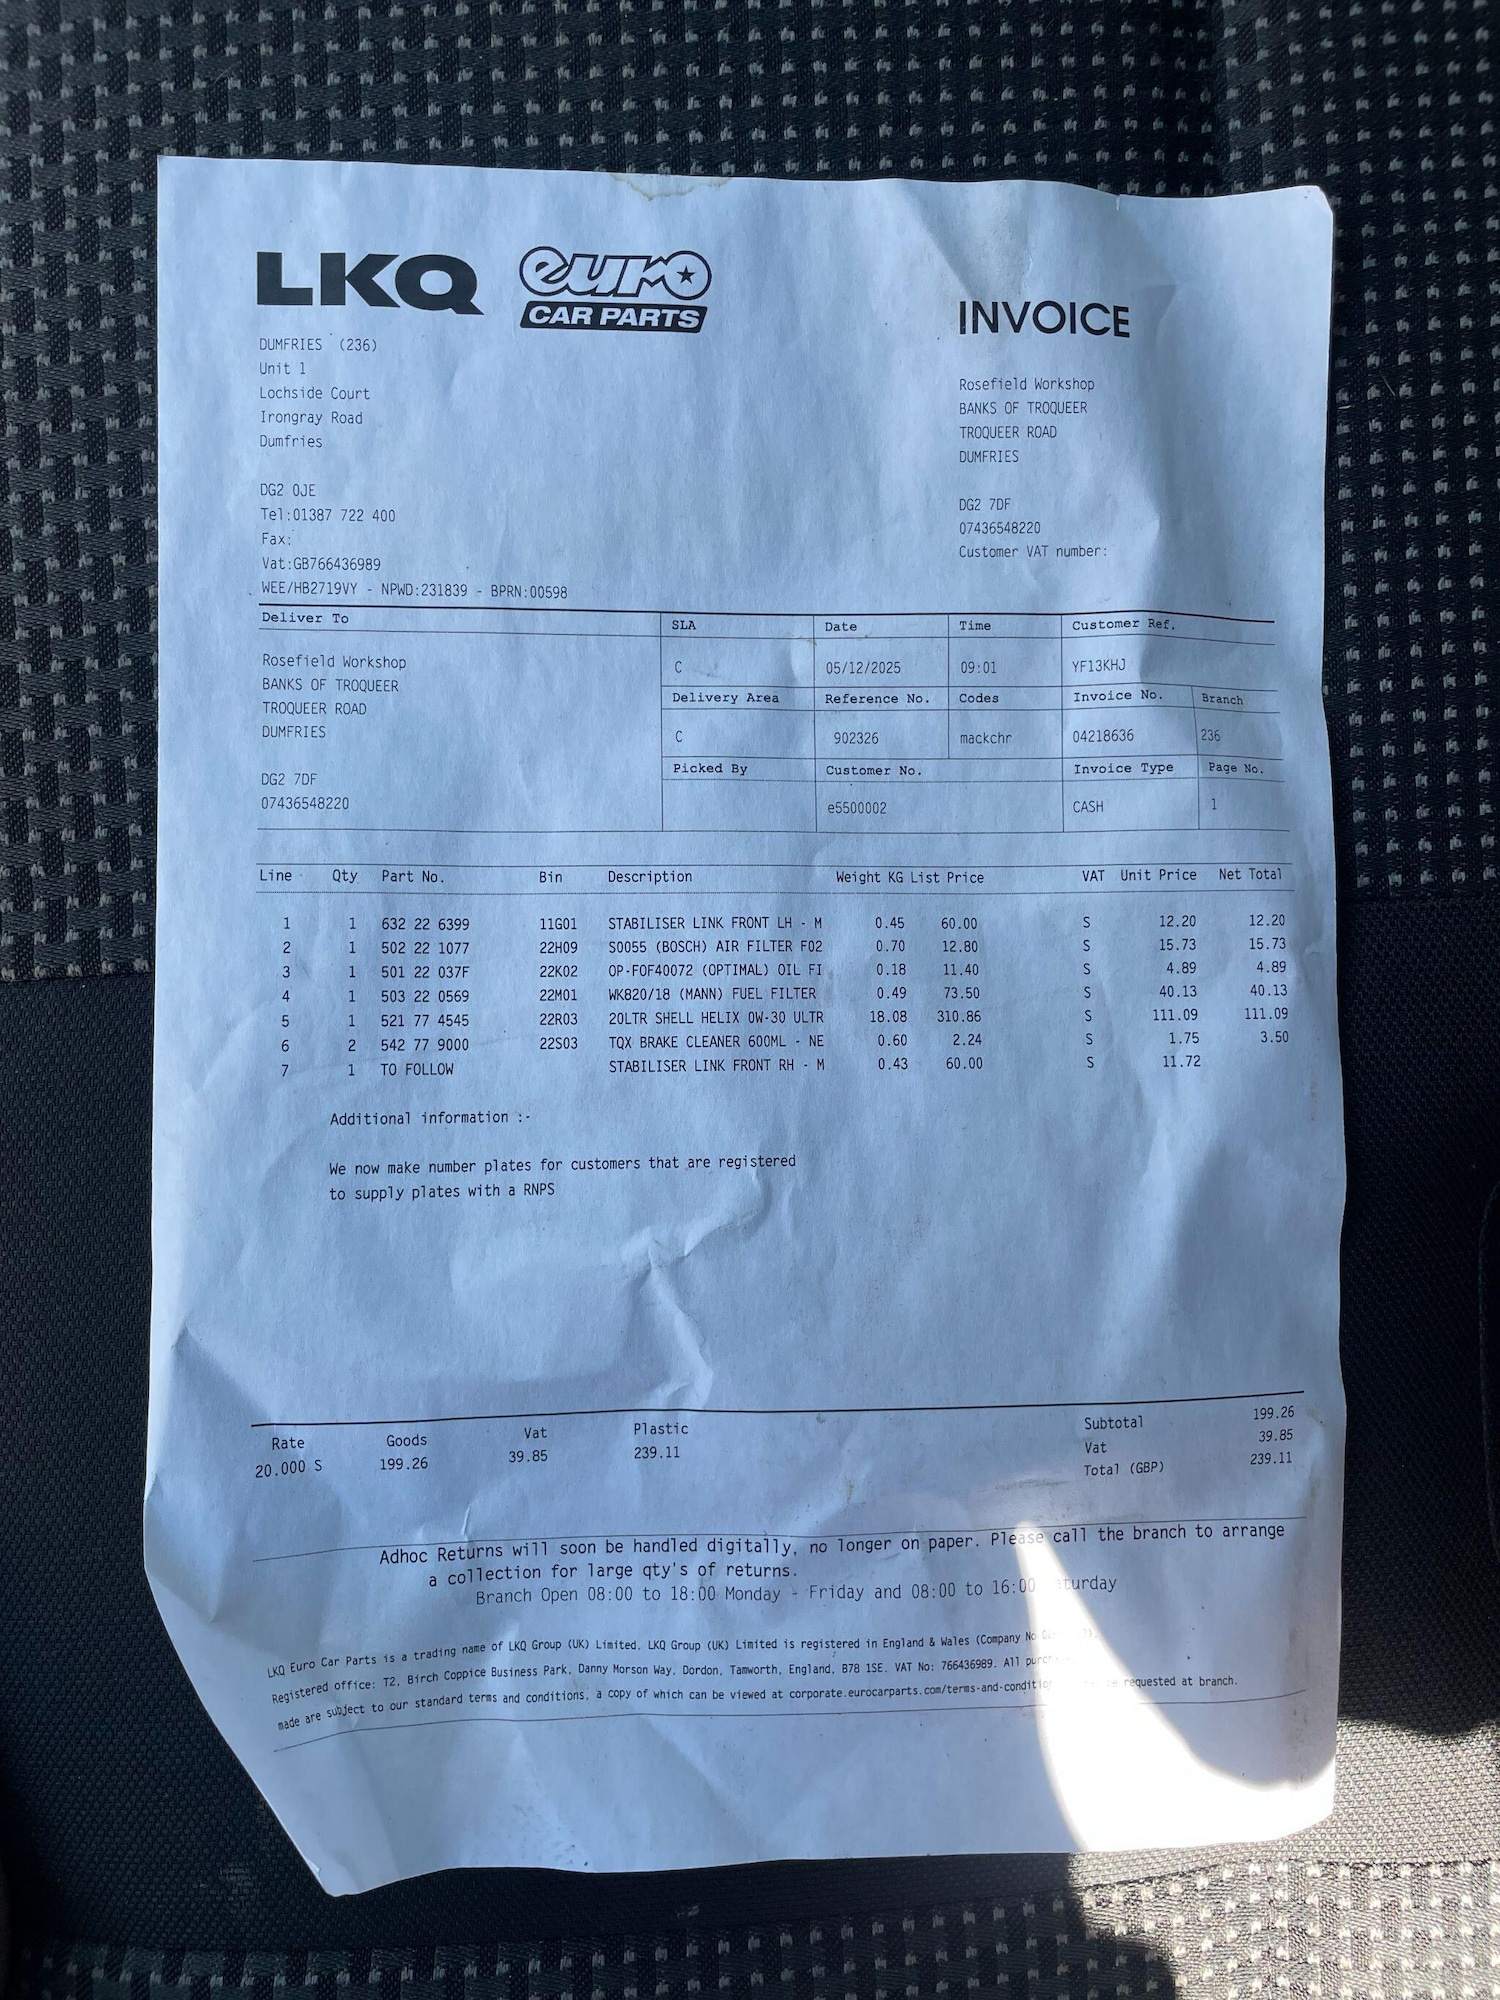 LKQ euro CAR PARTS
INVOICE
DUMFRIES (236)
Unit 1
Lochside Court
Irongray Road
Dumfries
DG2 0JE
Tel:01387 722 400
Fax:
Vat:GB766436989
WEE/HB2719VY - NPWD:231839 - BPRN:00598
Rosefield Workshop
BANKS OF TROQUEER
TROQUEER ROAD
DUMFRIES
DG2 7DF
07436548220
Customer VAT number:
Deliver To
Rosefield Workshop
BANKS OF TROQUEER
TROQUEER ROAD
DUMFRIES
DG2 7DF
07436548220
SLA Date Time Customer Ref.
C 05/12/2025 09:01 YF13KHJ
Delivery Area Reference No. Codes Invoice No. Branch
C 902326 mackchr 04218636 236
Picked By Customer No. Invoice Type Page No.
e5500002 CASH 1
Line Qty Part No. Bin Description Weight KG List Price VAT Unit Price Net Total
1 1 632 22 6399 11G01 STABILISER LINK FRONT LH - M 0.45 60.00 S 12.20 12.20
2 1 502 22 1077 22H09 S0055 (BOSCH) AIR FILTER F02 0.70 12.80 S 15.73 15.73
3 1 501 22 037F 22K02 OP-FOF40072 (OPTIMAL) OIL FI 0.18 11.40 S 4.89 4.89
4 1 503 22 0569 22M01 WK820/18 (MANN) FUEL FILTER 0.49 73.50 S 40.13 40.13
5 1 521 77 4545 22R03 20LTR SHELL HELIX 0W-30 ULTR 18.08 310.86 S 111.09 111.09
6 2 542 77 9000 22S03 TQX BRAKE CLEANER 600ML - NE 0.60 2.24 S 1.75 3.50
7 1 TO FOLLOW STABILISER LINK FRONT RH - M 0.43 60.00 S 11.72
Additional information :-
We now make number plates for customers that are registered
to supply plates with a RNPS
Rate Goods Vat Plastic
20.000 S 199.26 39.85 239.11
Subtotal 199.26
Vat 39.85
Total (GBP) 239.11
Adhoc Returns will soon be handled digitally, no longer on paper. Please call the branch to arrange
a collection for large qty's of returns.
Branch Open 08:00 to 18:00 Monday - Friday and 08:00 to 16:00 Saturday
LKQ Euro Car Parts is a trading name of LKQ Group (UK) Limited. LKQ Group (UK) Limited is registered in England & Wales (Company No
Registered office: T2, Birch Coppice Business Park, Danny Morson Way, Dordon, Tamworth, England, B78 1SE. VAT No: 766436989. All
made are subject to our standard terms and conditions, a copy of which can be viewed at corporate.eurocarparts.com/terms-and-conditio requested at branch.